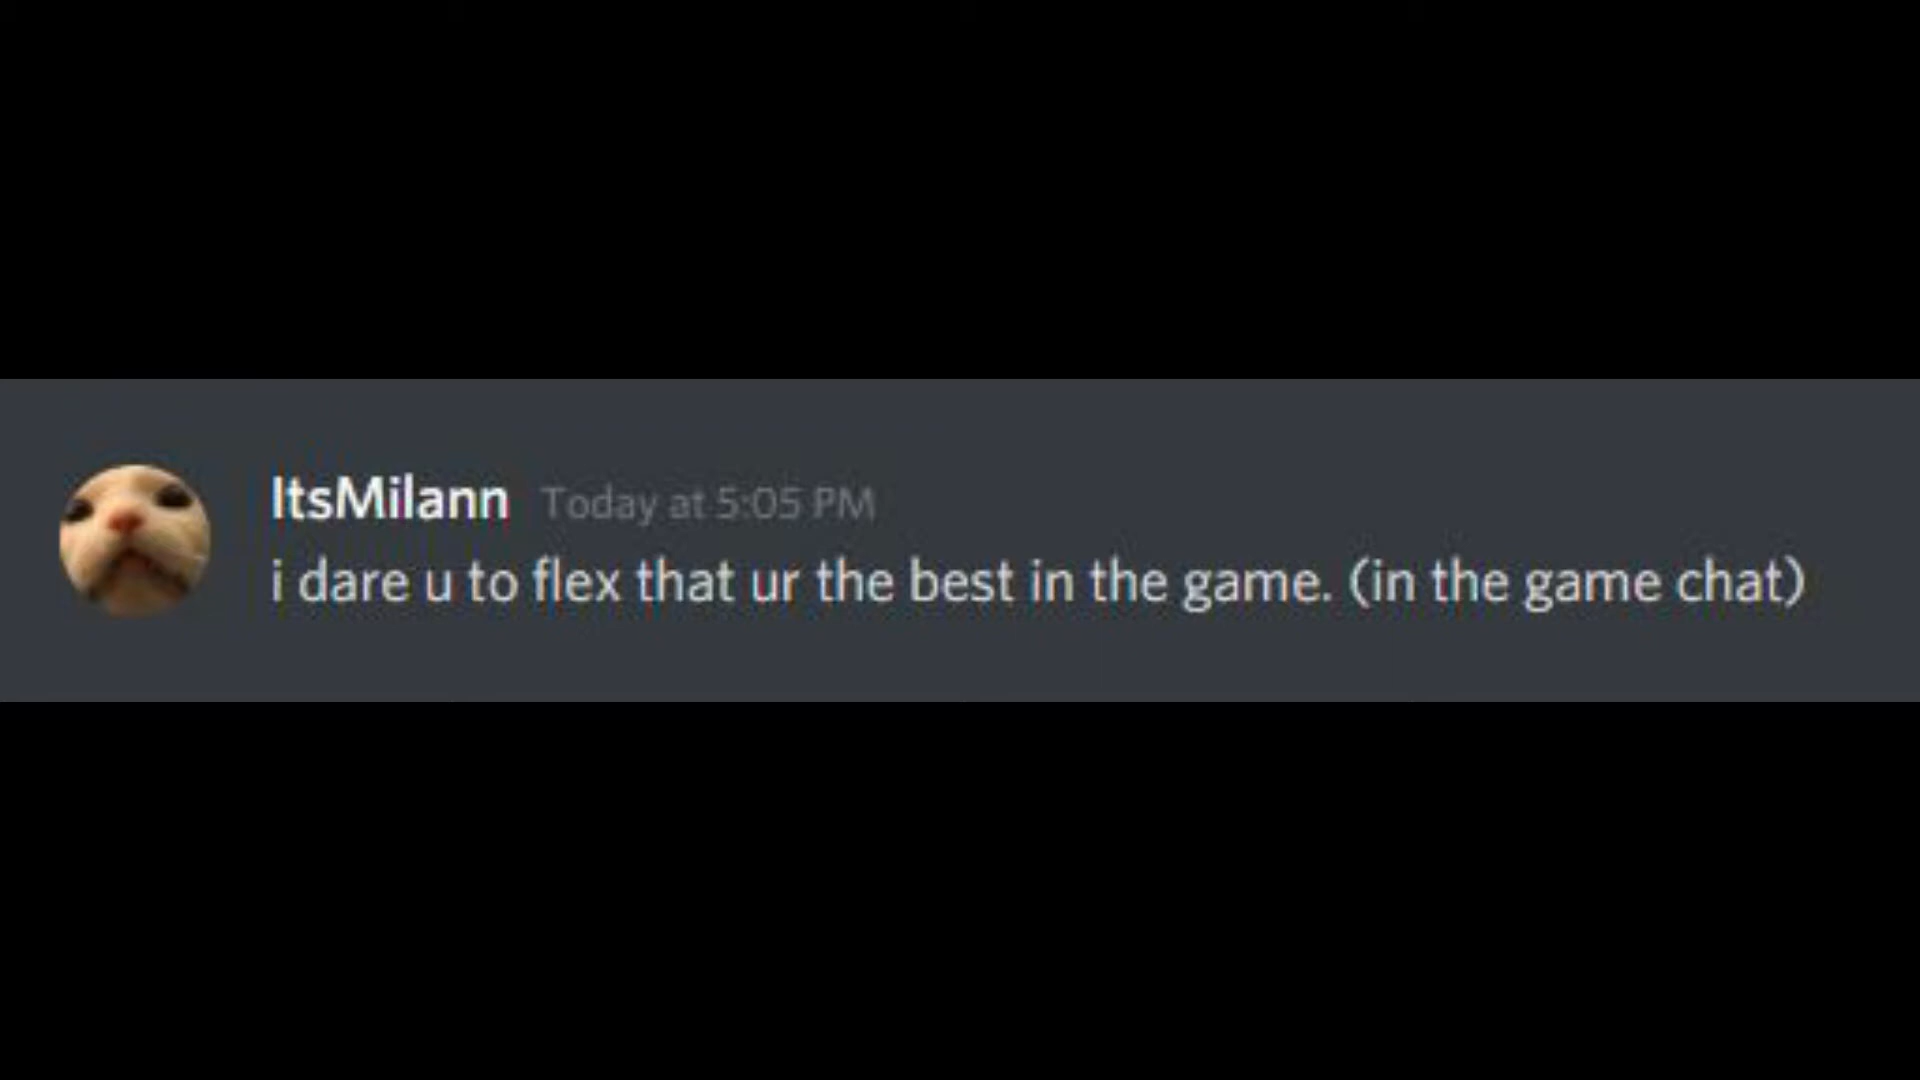 ItsMilann Today at 5:05 PM
i dare u to flex that ur the best in the game. (in the game chat)